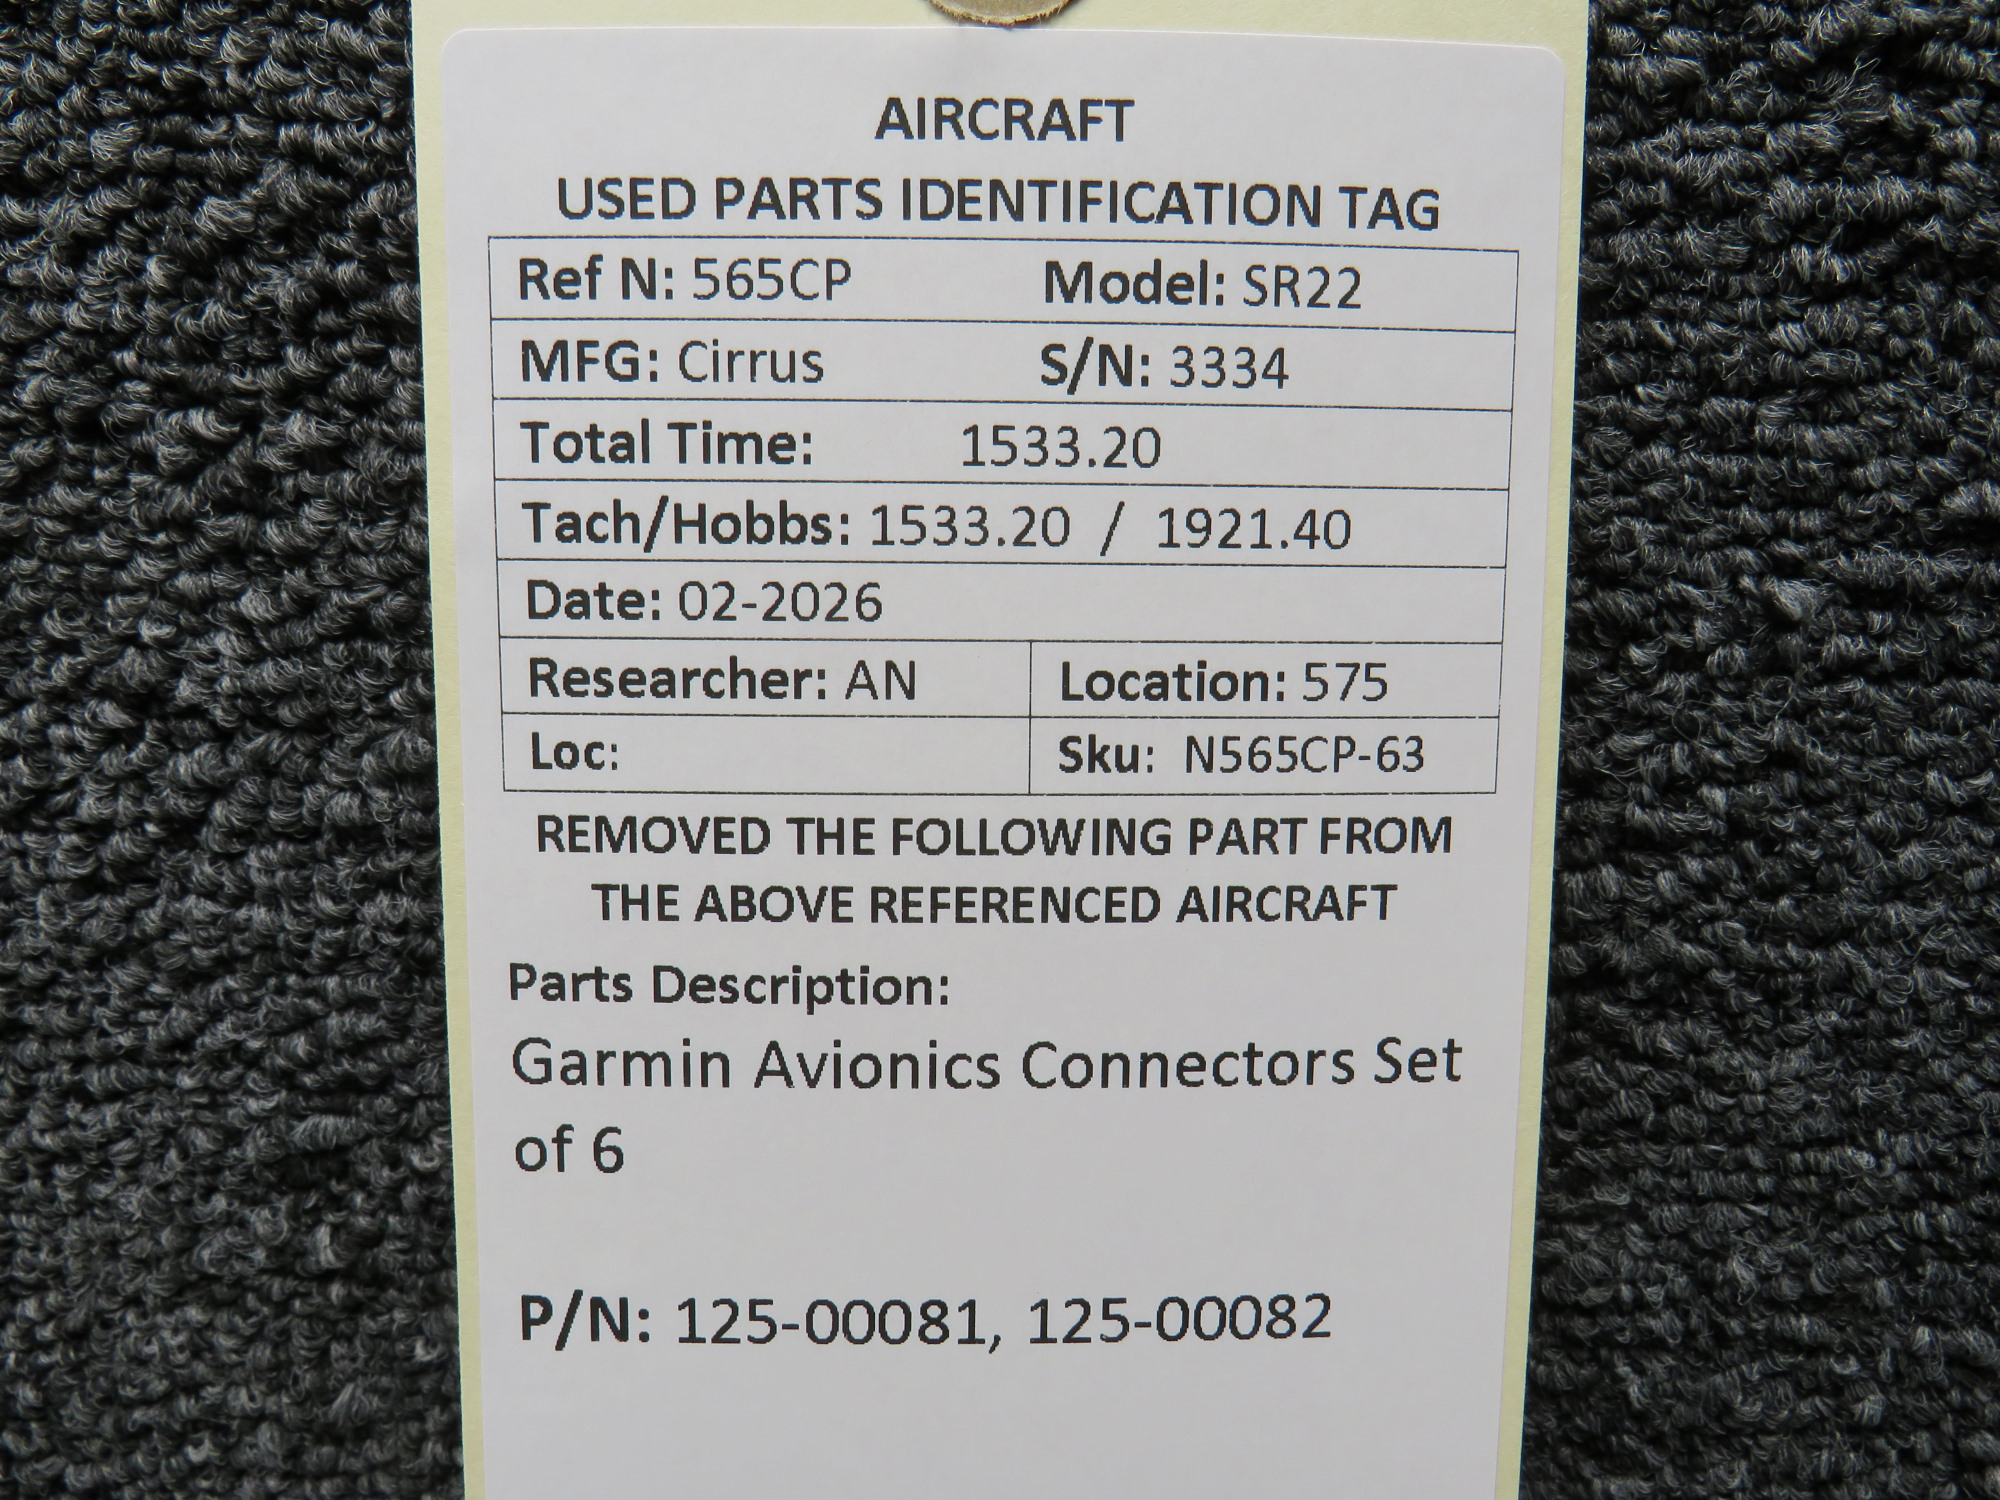 AIRCRAFT
USED PARTS IDENTIFICATION TAG
Ref N: 565CP Model: SR22
MFG: Cirrus S/N: 3334
Total Time: 1533.20
Tach/Hobbs: 1533.20 / 1921.40
Date: 02-2026
Researcher: AN Location: 575
Loc: Sku: N565CP-63
REMOVED THE FOLLOWING PART FROM
THE ABOVE REFERENCED AIRCRAFT
Parts Description:
Garmin Avionics Connectors Set
of 6
P/N: 125-00081, 125-00082